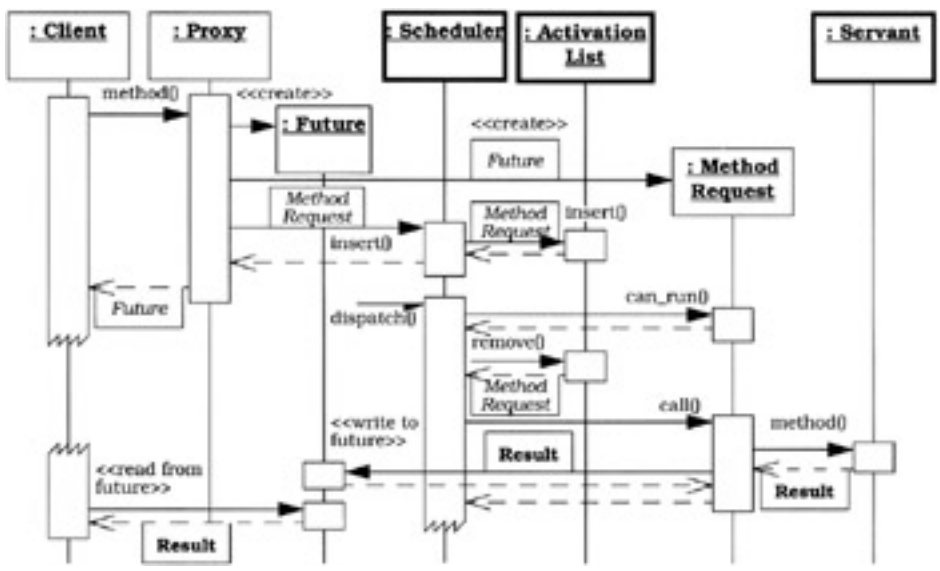 : Client
: Proxy
: Scheduler
: Activation
List
: Servant
method()
<<create>>
: Future
<<create>>
Future
: Method
Request
Method
Request
insert()
Method
Request
insert()
Future
dispatch()
can_run()
remove()
Method
Request
call()
<<write to
future>>
method()
Result
Result
<<read from
future>>
Result